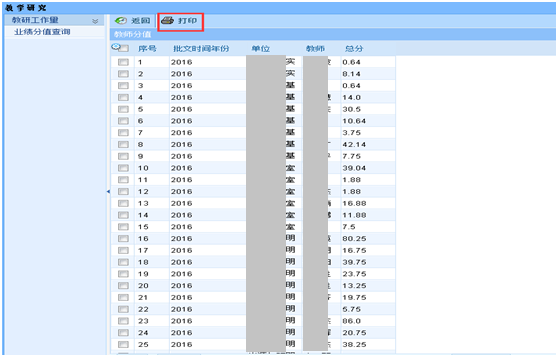 教学研究
教研工作量
业绩分值查询
返回 打印
教师分值
序号 批文时间年份 单位 教师 总分
1 2016 实 0.64
2 2016 实 8.14
3 2016 基 0.64
4 2016 基 14.0
5 2016 基 30.5
6 2016 基 10.64
7 2016 基 3.75
8 2016 基 42.14
9 2016 基 7.75
10 2016 室 39.04
11 2016 室 1.88
12 2016 室 1.88
13 2016 室 16.88
14 2016 室 11.88
15 2016 室 7.5
16 2016 明 80.25
17 2016 明 16.75
18 2016 明 39.75
19 2016 明 23.75
20 2016 明 13.25
21 2016 明 19.75
22 2016 明 5.75
23 2016 明 86.0
24 2016 明 20.75
25 2016 明 38.25